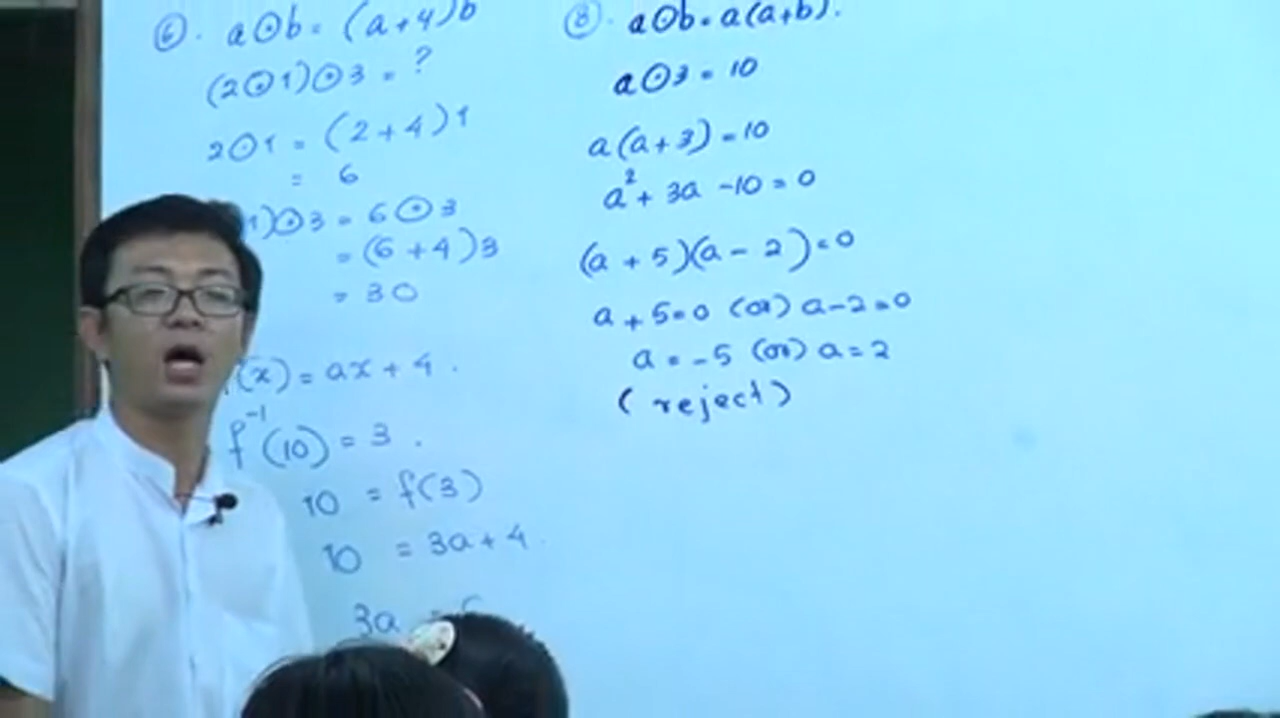 ⑥. a⊙b = (a+4)b
(2⊙1)⊙3 = ?
2⊙1 = (2+4)1
= 6
1)⊙3 = 6⊙3
= (6+4)3
= 30
(x) = ax+4.
f⁻¹(10) = 3.
10 = f(3)
10 = 3a+4.
3a =
⑧. a⊙b = a(a+b).
a⊙3 = 10
a(a+3) = 10
a²+3a-10 = 0
(a+5)(a-2) = 0
a+5=0 (or) a-2=0
a = -5 (or) a = 2
(reject)